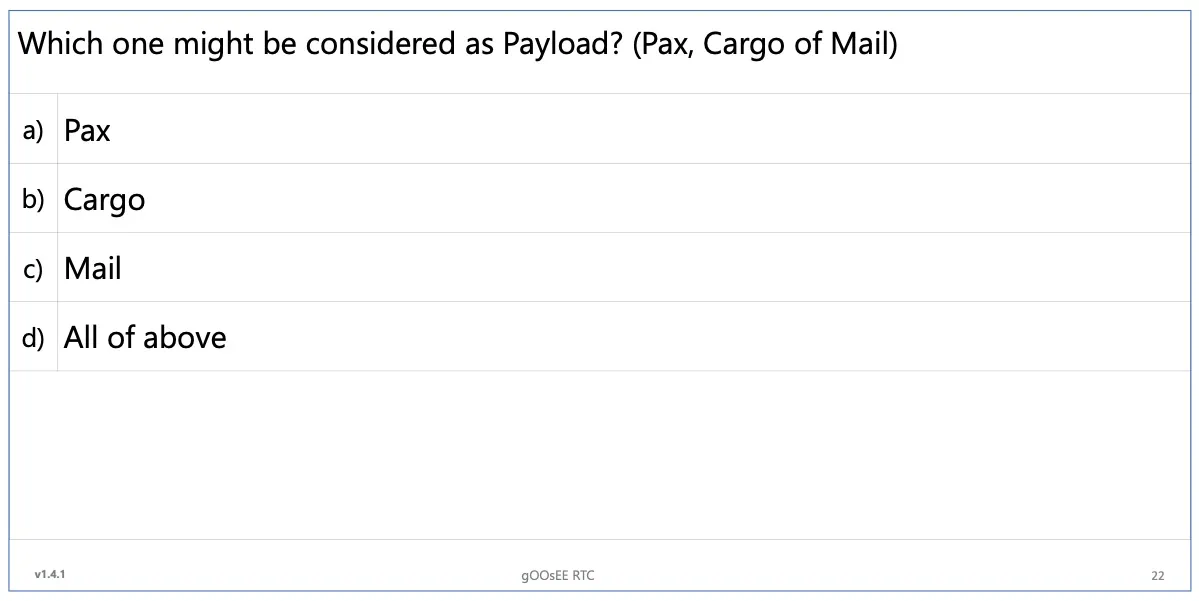 Which one might be considered as Payload? (Pax, Cargo of Mail)
a) Pax
b) Cargo
c) Mail
d) All of above
v1.4.1 gOOsEE RTC 22